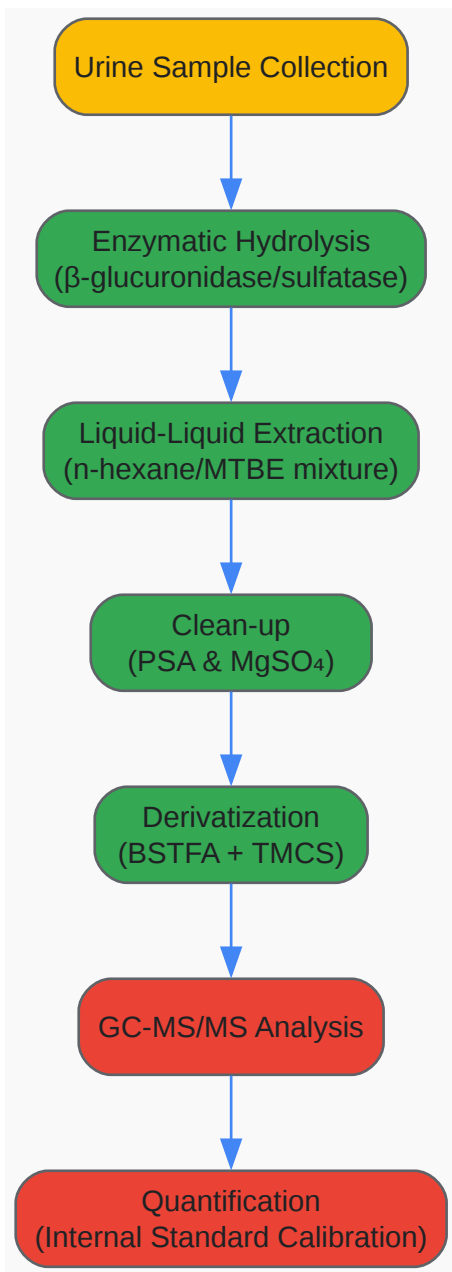 Urine Sample Collection
Enzymatic Hydrolysis
(β-glucuronidase/sulfatase)
Liquid-Liquid Extraction
(n-hexane/MTBE mixture)
Clean-up
(PSA & MgSO₄)
Derivatization
(BSTFA + TMCS)
GC-MS/MS Analysis
Quantification
(Internal Standard Calibration)